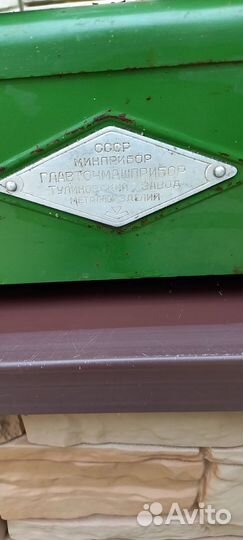 СССР
МИНПРИБОР
ГЛАВТОЧМАШПРИБОР
ТУЛИНОВСКИЙ ЗАВОД
МЕТАЛЛОИЗДЕЛИЙ
Avito